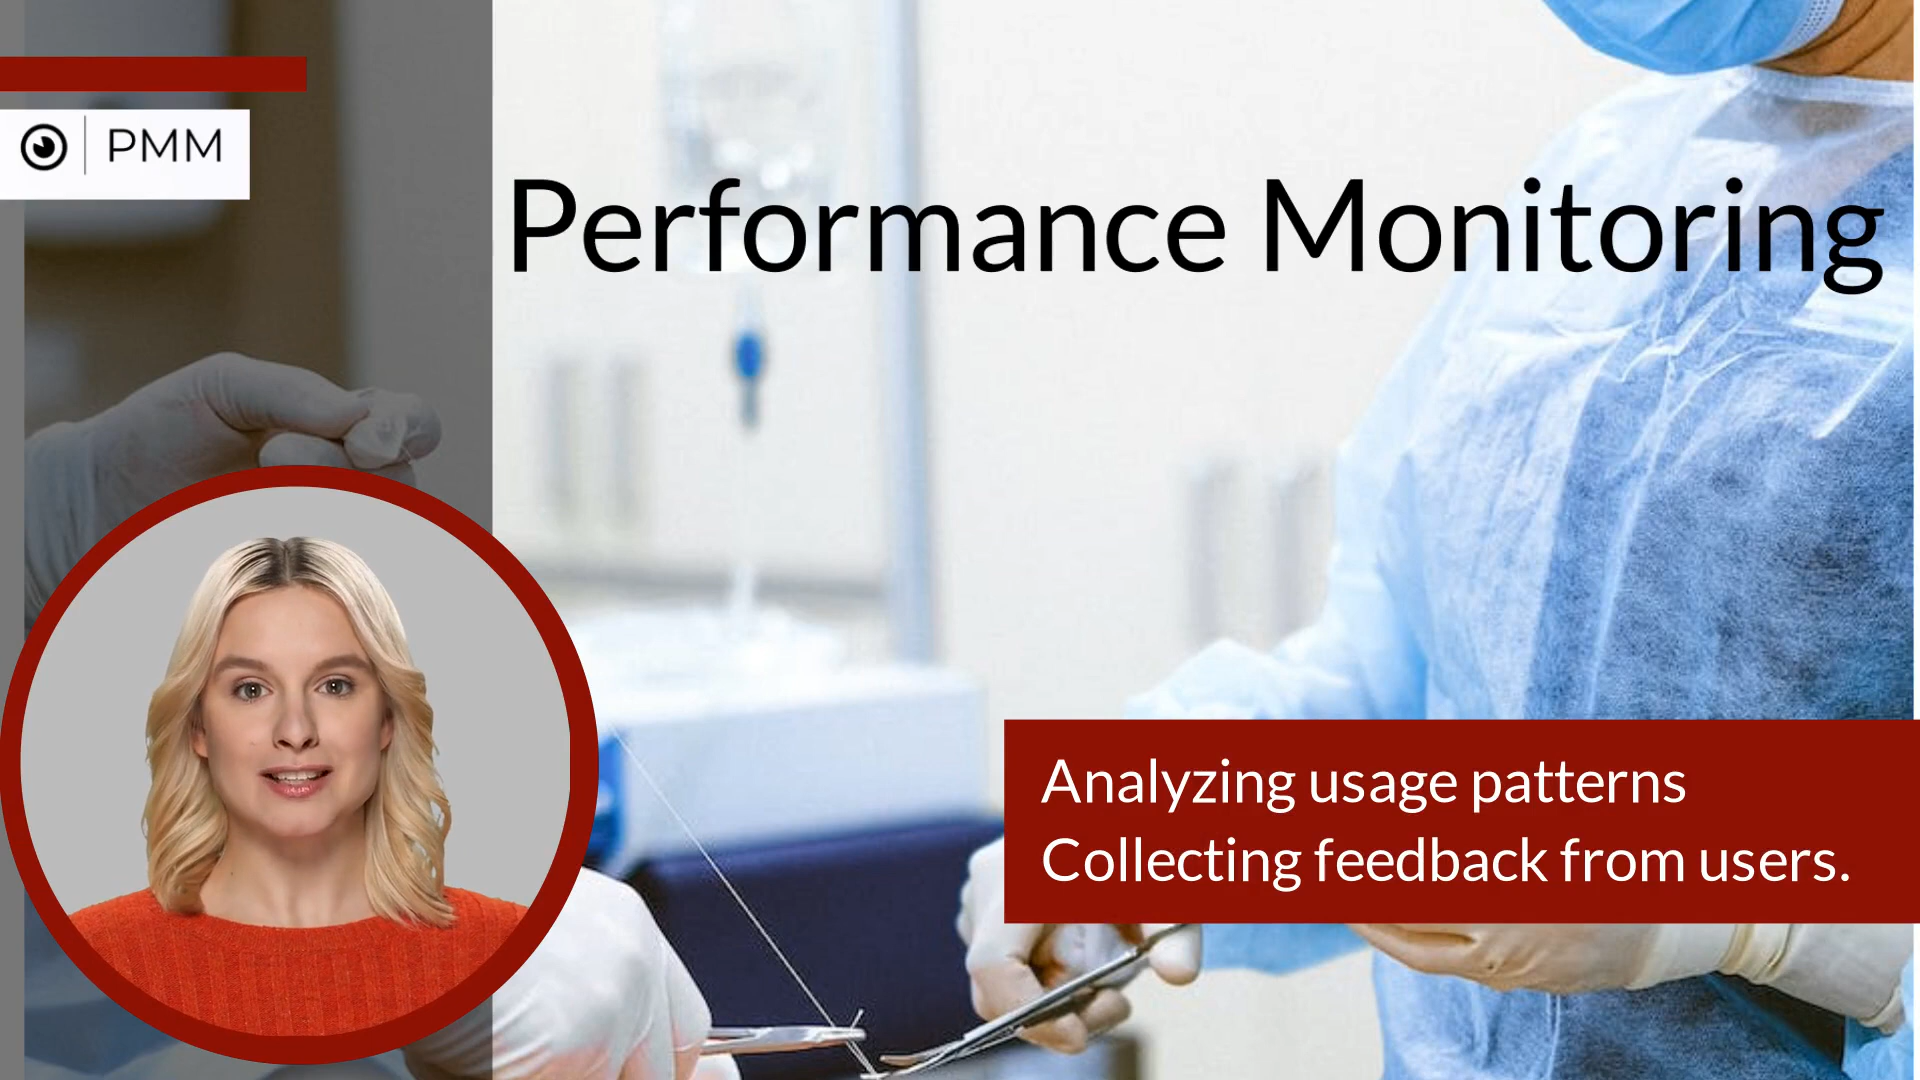 PMM
Performance Monitoring
Analyzing usage patterns
Collecting feedback from users.